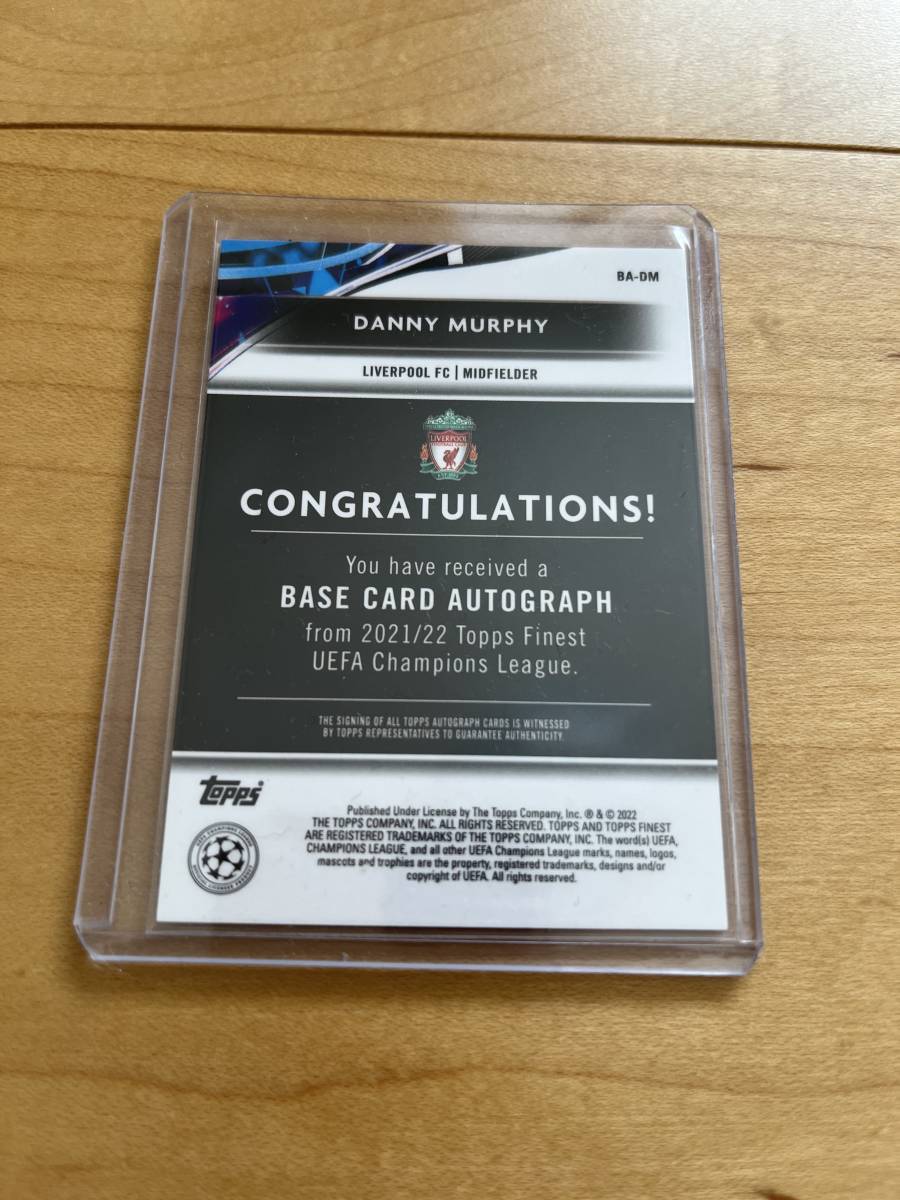 BA-DM
DANNY MURPHY
LIVERPOOL FC | MIDFIELDER
LIVERPOOL
CONGRATULATIONS!
You have received a
BASE CARD AUTOGRAPH
from 2021/22 Topps Finest
UEFA Champions League.
THE SIGNING OF ALL TOPPS AUTOGRAPH CARDS IS WITNESSED
BY TOPPS REPRESENTATIVES TO GUARANTEE AUTHENTICITY.
Topps
Published Under License by The Topps Company, Inc. ® & © 2022
THE TOPPS COMPANY, INC. ALL RIGHTS RESERVED. TOPPS AND TOPPS FINEST
ARE REGISTERED TRADEMARKS OF THE TOPPS COMPANY, INC. The word(s) UEFA,
CHAMPIONS LEAGUE, and all other UEFA Champions League marks, names, logos,
mascots and trophies are the property, registered trademarks, designs and/or
copyright of UEFA. All rights reserved.